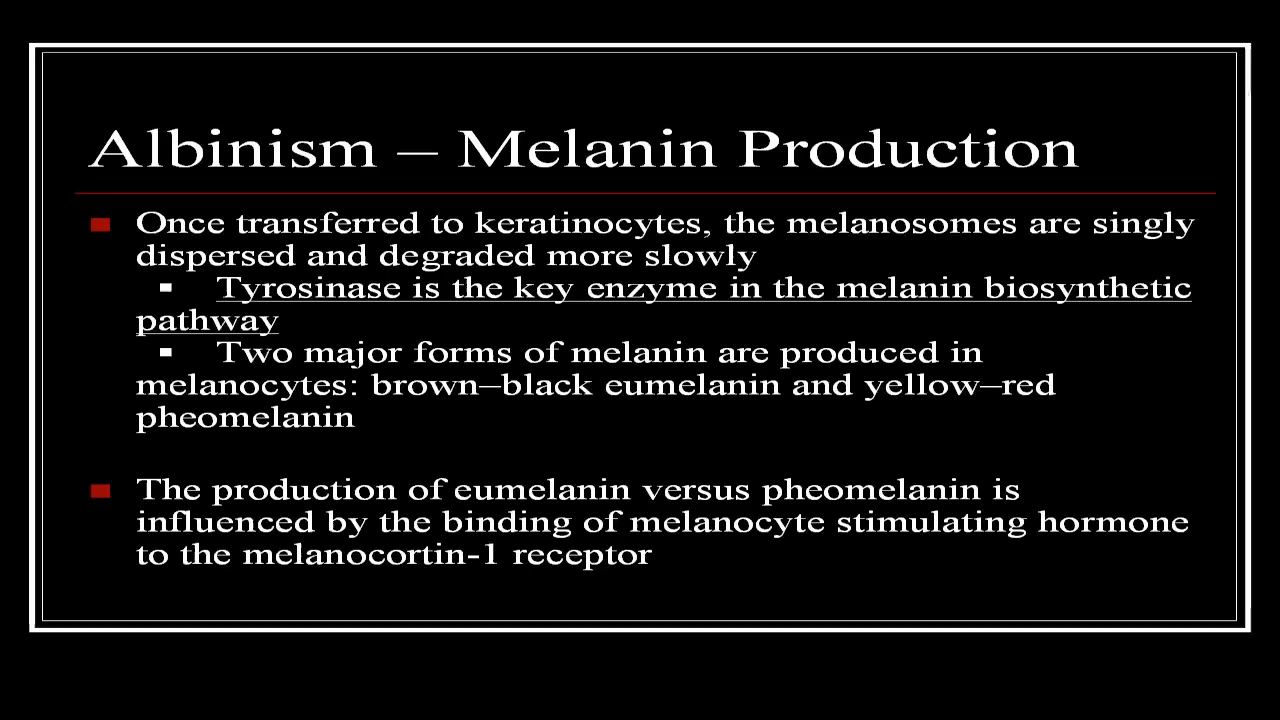 Albinism – Melanin Production
Once transferred to keratinocytes, the melanosomes are singly
dispersed and degraded more slowly
Tyrosinase is the key enzyme in the melanin biosynthetic
pathway
Two major forms of melanin are produced in
melanocytes: brown–black eumelanin and yellow–red
pheomelanin
The production of eumelanin versus pheomelanin is
influenced by the binding of melanocyte stimulating hormone
to the melanocortin-1 receptor